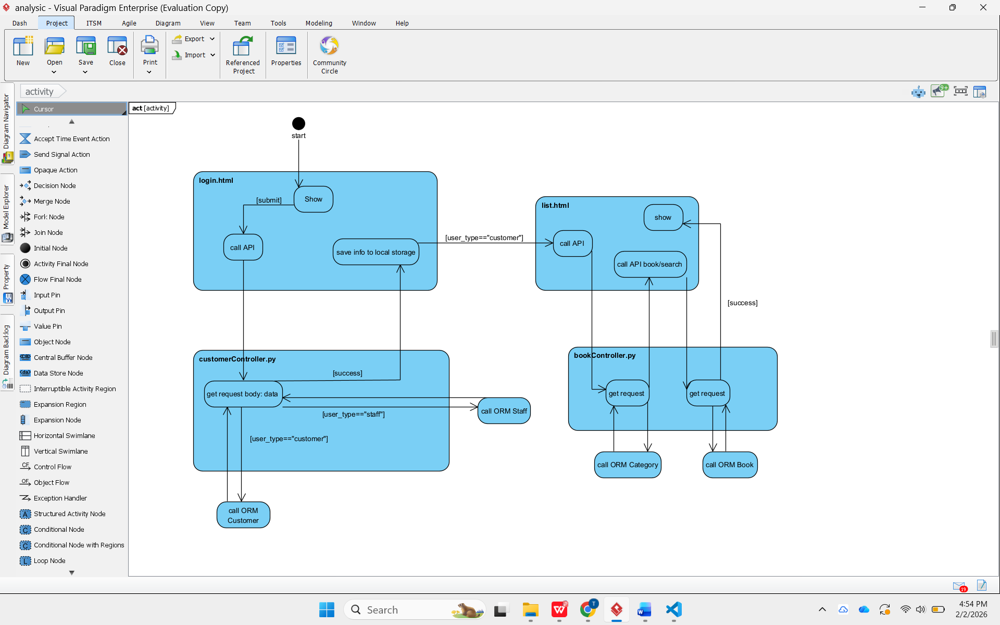 analysic - Visual Paradigm Enterprise (Evaluation Copy)
Dash
Project
ITSM
Agile
Diagram
View
Team
Tools
Modeling
Window
Help
New
Open
Save
Close
Print
Export
Import
Referenced
Project
Properties
Community
Circle
Diagram Navigator
Model Explorer
Property
Diagram Backlog
activity
9+
Cursor
Accept Time Event Action
Send Signal Action
Opaque Action
Decision Node
Merge Node
Fork Node
Join Node
Initial Node
Activity Final Node
Flow Final Node
Input Pin
Output Pin
Value Pin
Object Node
Central Buffer Node
Data Store Node
Interruptible Activity Region
Expansion Region
Expansion Node
Horizontal Swimlane
Vertical Swimlane
Control Flow
Object Flow
Exception Handler
Structured Activity Node
Conditional Node
Conditional Node with Regions
Loop Node
act [activity]
start
login.html
Show
[submit]
call API
save info to local storage
[user_type=="customer"]
list.html
show
call API
call API book/search
[success]
customerController.py
[success]
get request body: data
[user_type=="staff"]
call ORM Staff
[user_type=="customer"]
call ORM
Customer
bookController.py
get request
get request
call ORM Category
call ORM Book
19
Search
T
4:54 PM
2/2/2026